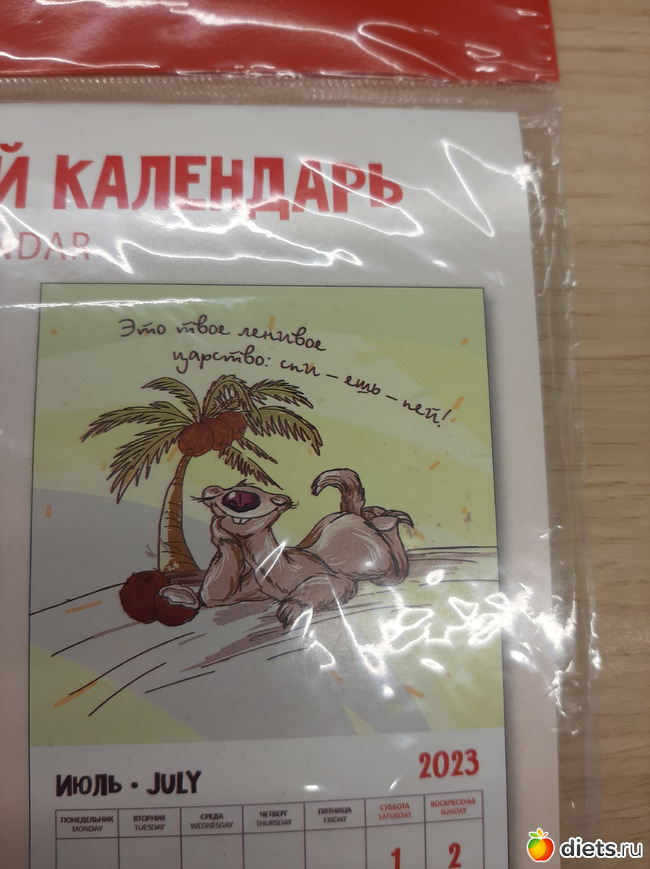 Й КАЛЕНДАРЬ
NDAR
Это твое ленивое
царство: спи – ешь – пей!
ИЮЛЬ • JULY
2023
ПОНЕДЕЛЬНИК ВТОРНИК СРЕДА ЧЕТВЕРГ ПЯТНИЦА СУББОТА ВОСКРЕСЕНЬЕ
MONDAY TUESDAY WEDNESDAY THURSDAY FRIDAY SATURDAY SUNDAY
1 2
diets.ru